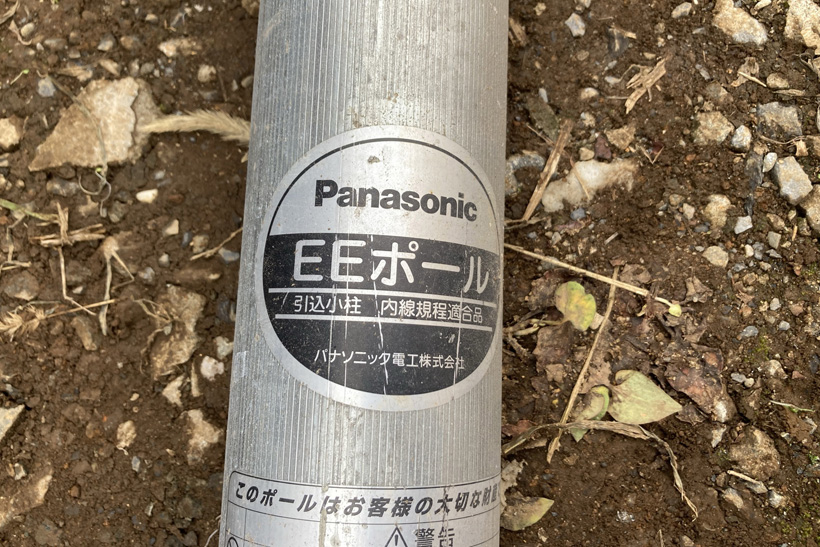 Panasonic
EEポール
引込小柱 内線規程適合品
パナソニック電工株式会社
このポールはお客様の大切な財
警告